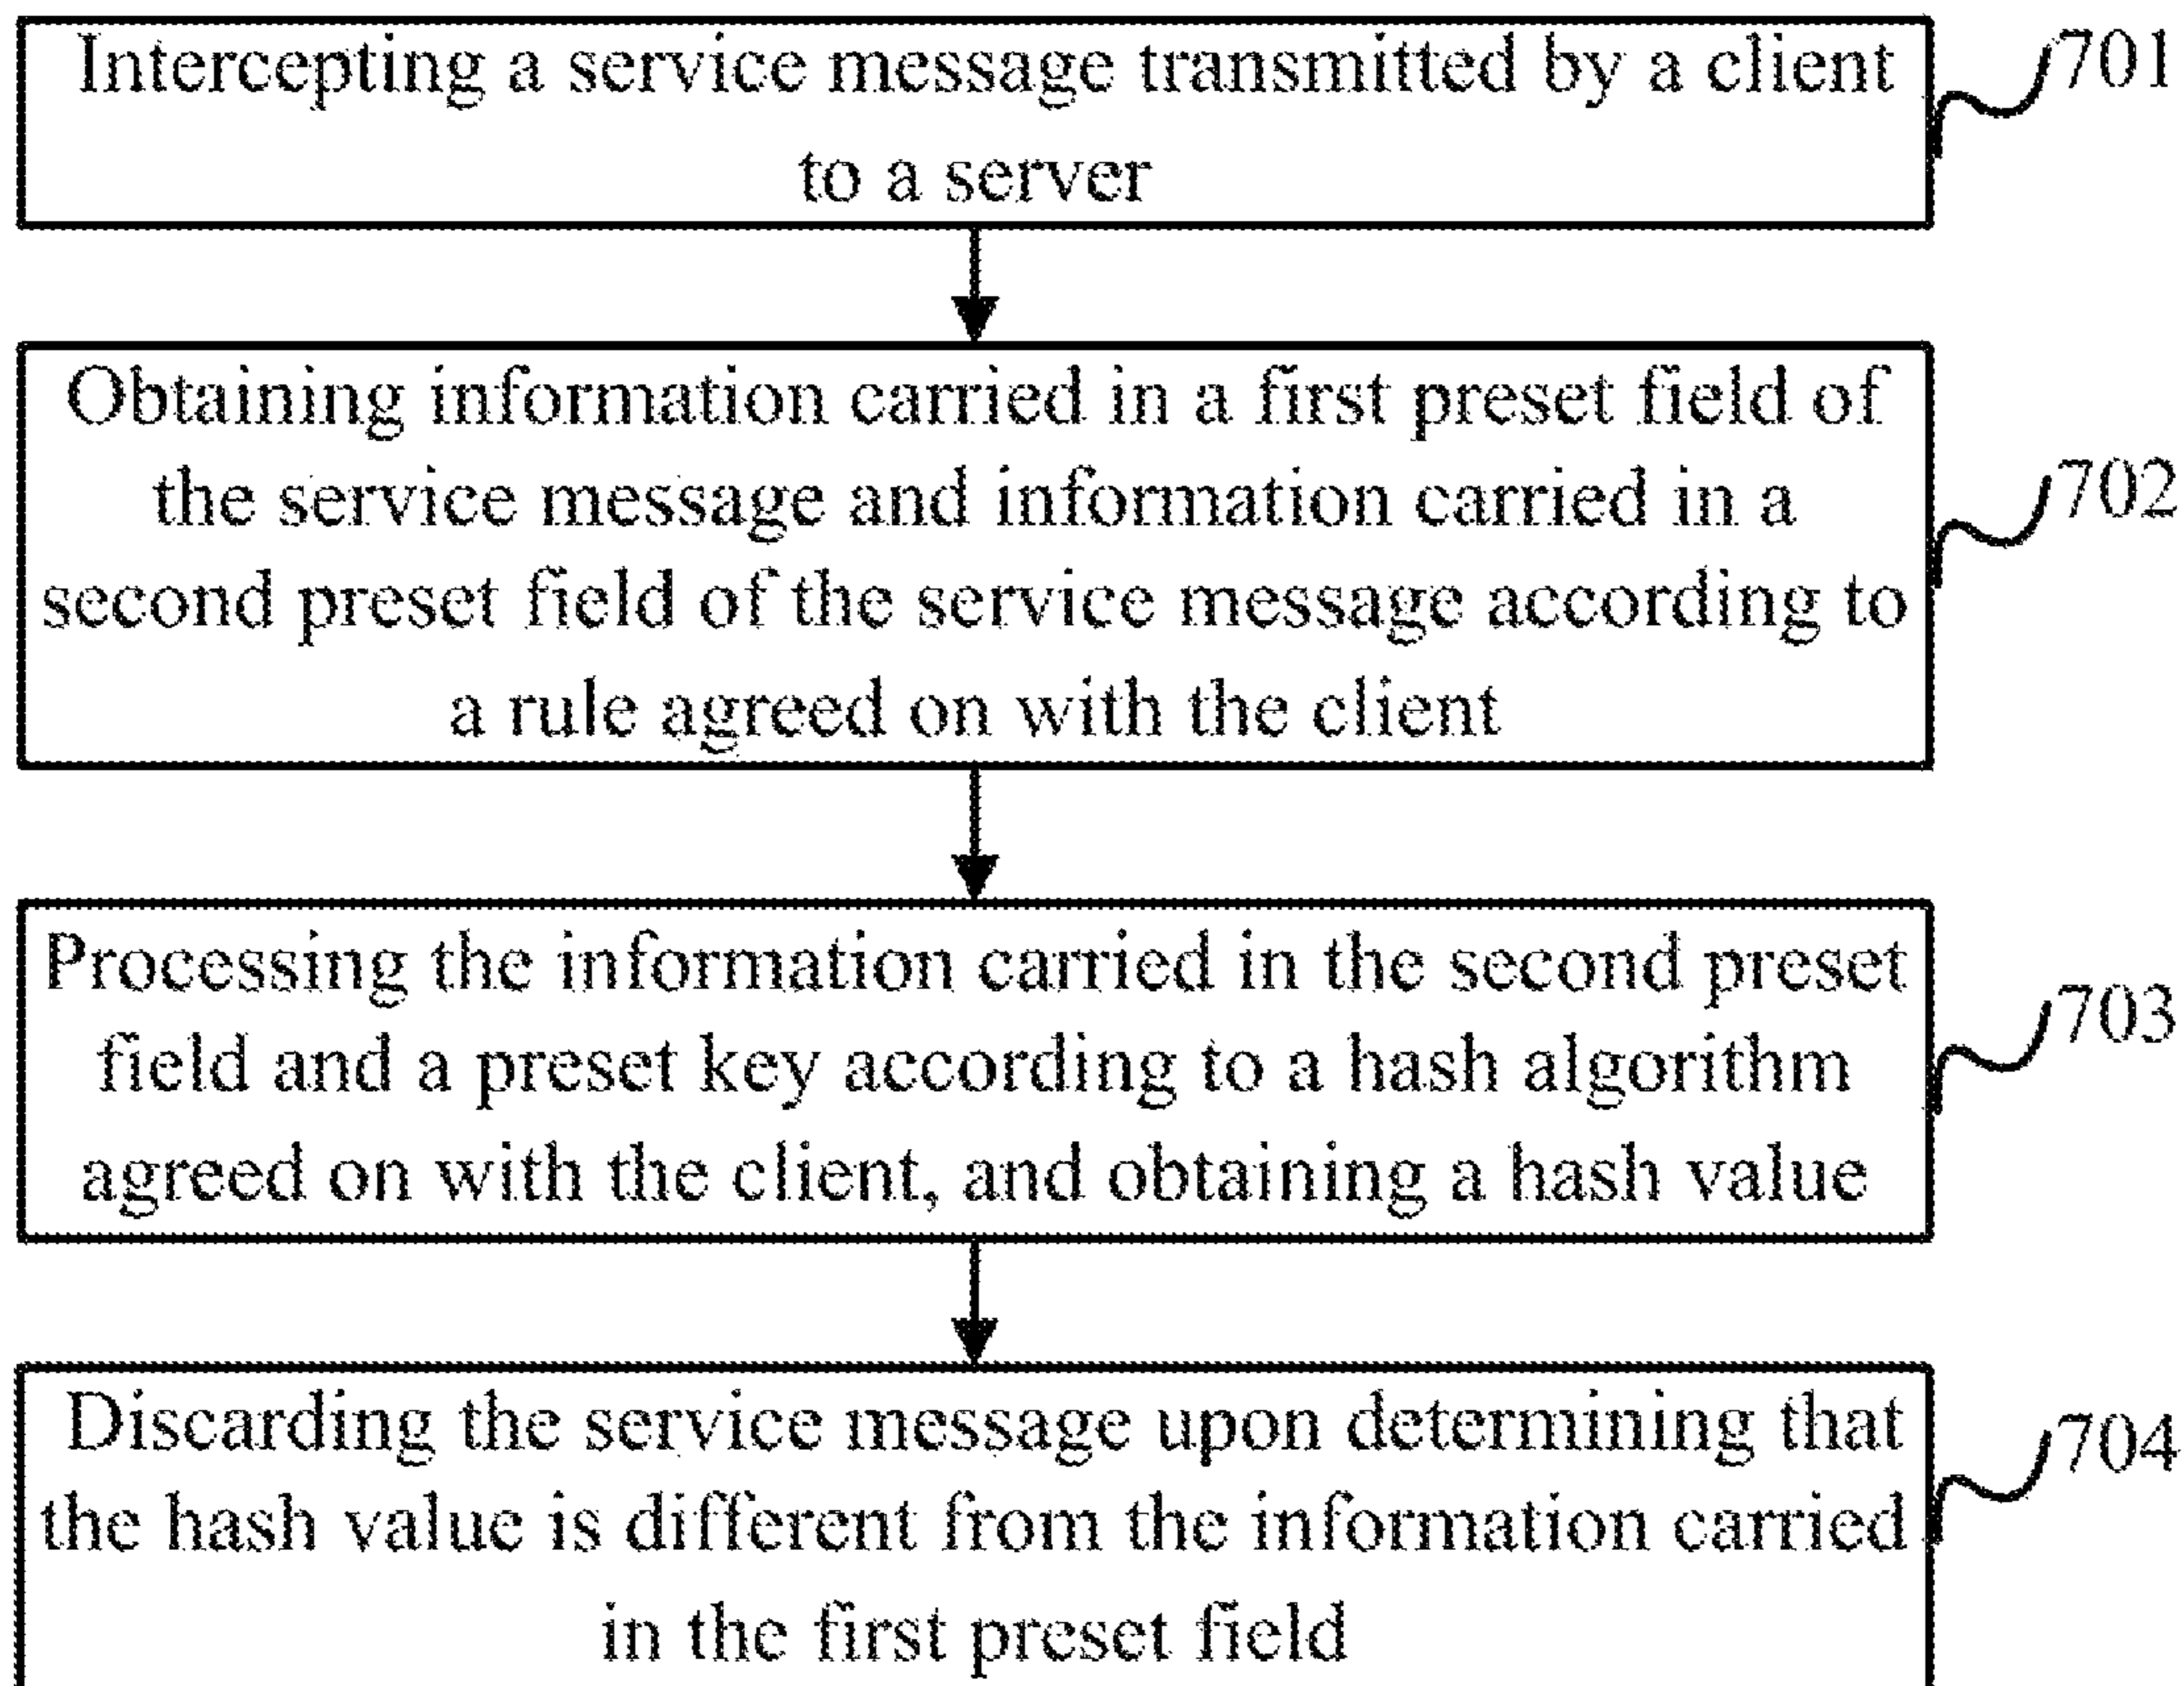 Intercepting a service message transmitted by a client
to a server
701
Obtaining information carried in a first preset field of
the service message and information carried in a
second preset field of the service message according to
a rule agreed on with the client
702
Processing the information carried in the second preset
field and a preset key according to a hash algorithm
agreed on with the client, and obtaining a hash value
703
Discarding the service message upon determining that
the hash value is different from the information carried
in the first preset field
704